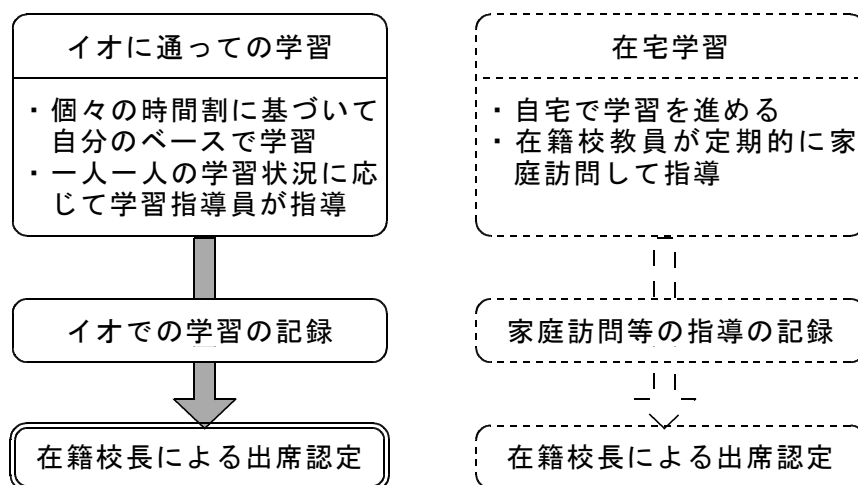 イオに通っての学習
・個々の時間割に基づいて
自分のペースで学習
・一人一人の学習状況に応
じて学習指導員が指導
イオでの学習の記録
在籍校長による出席認定
在宅学習
・自宅で学習を進める
・在籍校教員が定期的に家
庭訪問して指導
家庭訪問等の指導の記録
在籍校長による出席認定